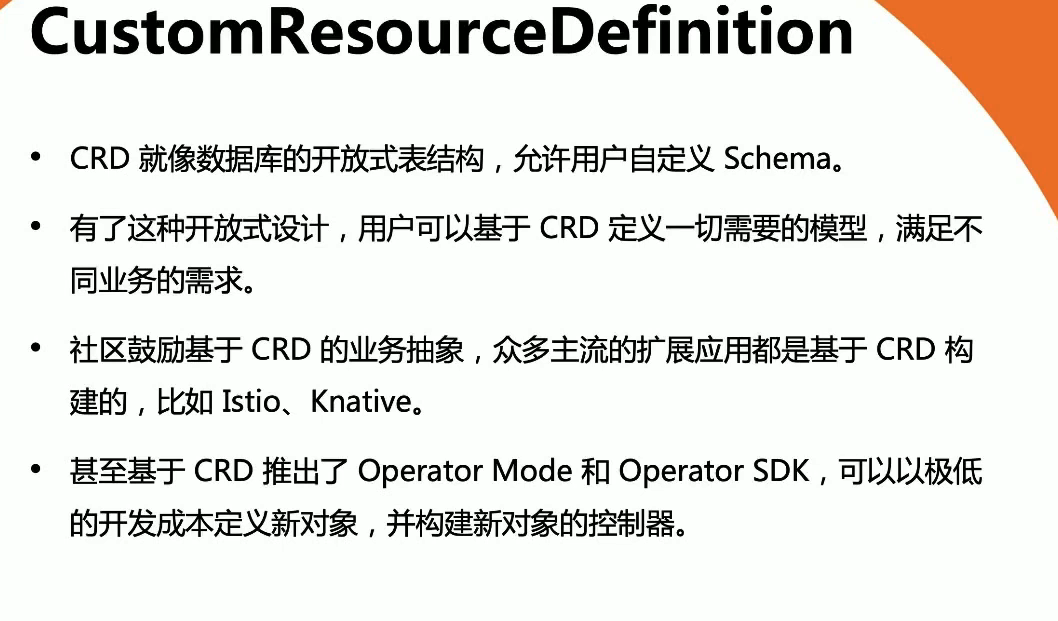 CustomResourceDefinition
• CRD 就像数据库的开放式表结构，允许用户自定义 Schema。
• 有了这种开放式设计，用户可以基于 CRD 定义一切需要的模型，满足不
同业务的需求。
• 社区鼓励基于 CRD 的业务抽象，众多主流的扩展应用都是基于 CRD 构
建的，比如 Istio、Knative。
• 甚至基于 CRD 推出了 Operator Mode 和 Operator SDK，可以以极低
的开发成本定义新对象，并构建新对象的控制器。